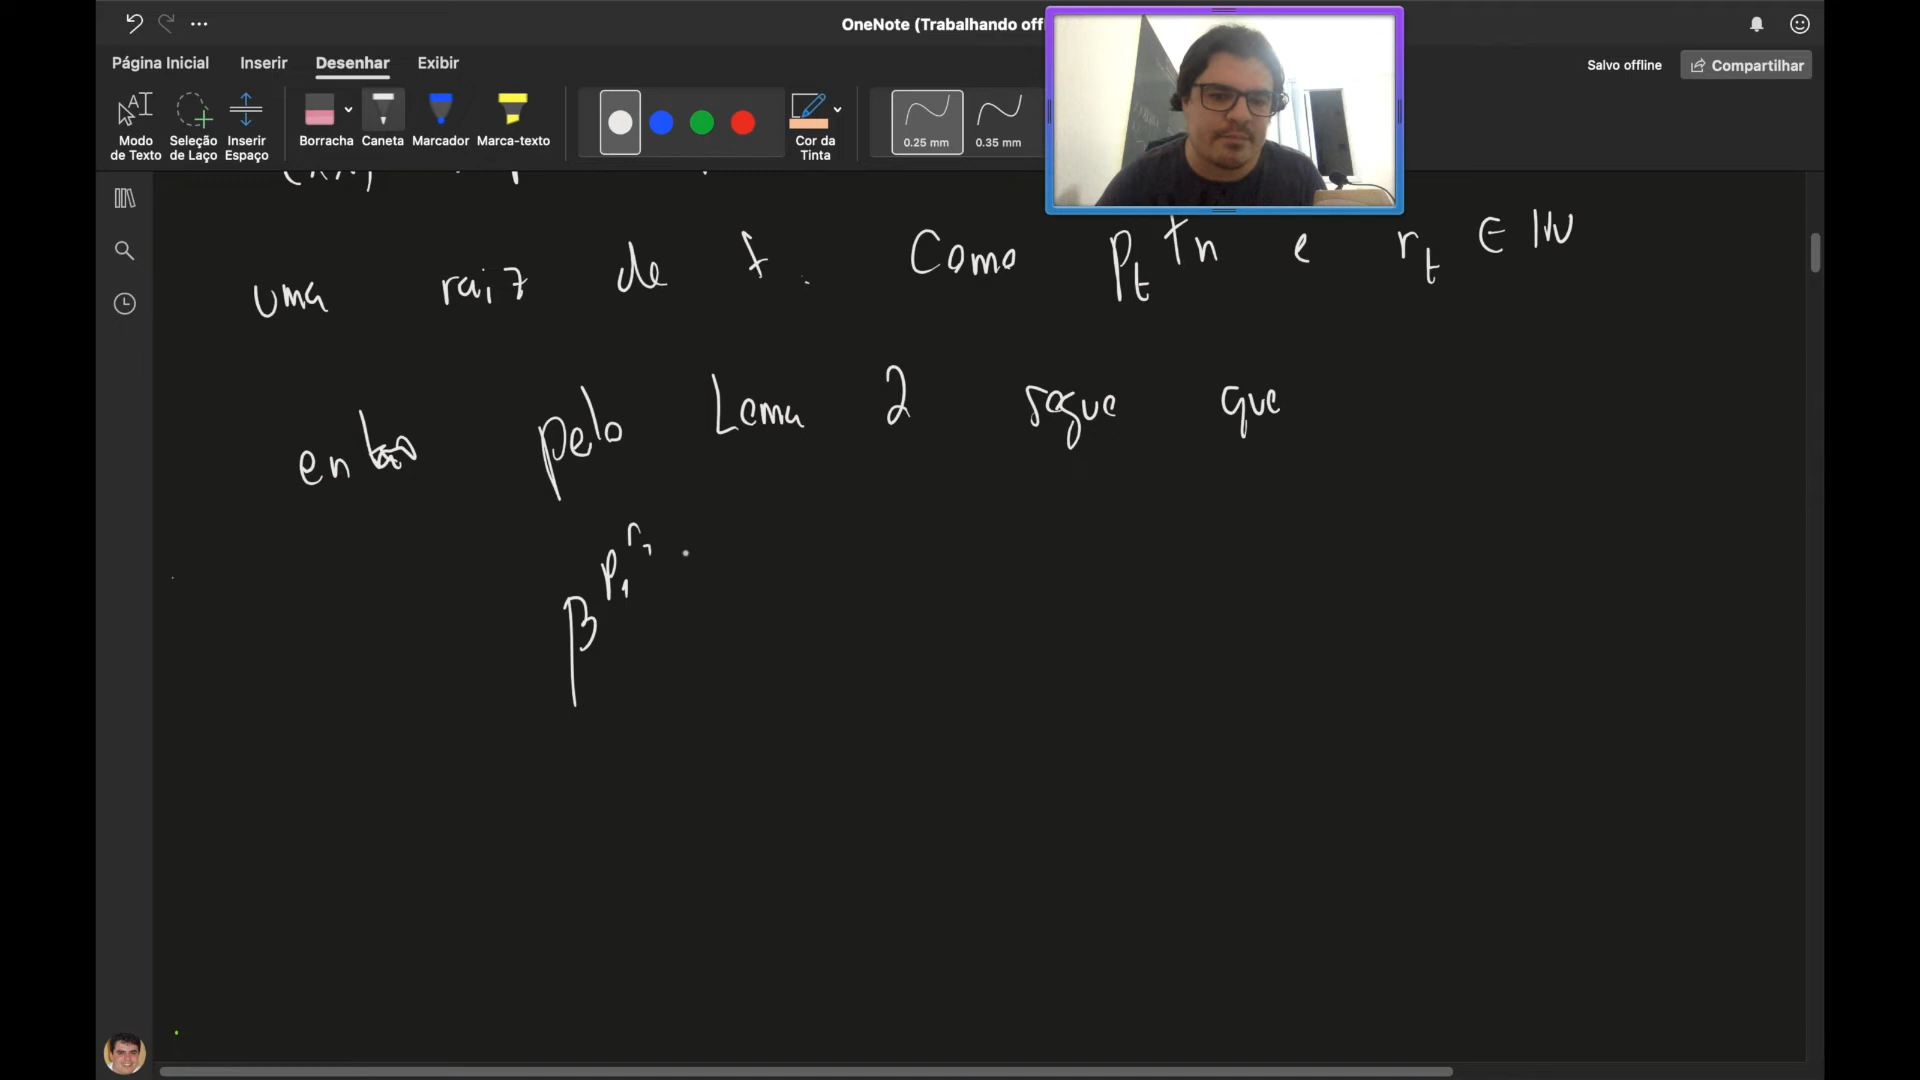 OneNote (Trabalhando offl
Página Inicial Inserir Desenhar Exibir
Salvo offline Compartilhar
Modo de Texto
Seleção de Laço
Inserir Espaço
Borracha
Caneta
Marcador
Marca-texto
Cor da Tinta
0.25 mm
0.35 mm
uma raiz de f. Como p_t ∤ n e r_t ∈ ℕ
então pelo Lema 2 segue que
β^{p_1^{r_1} ·